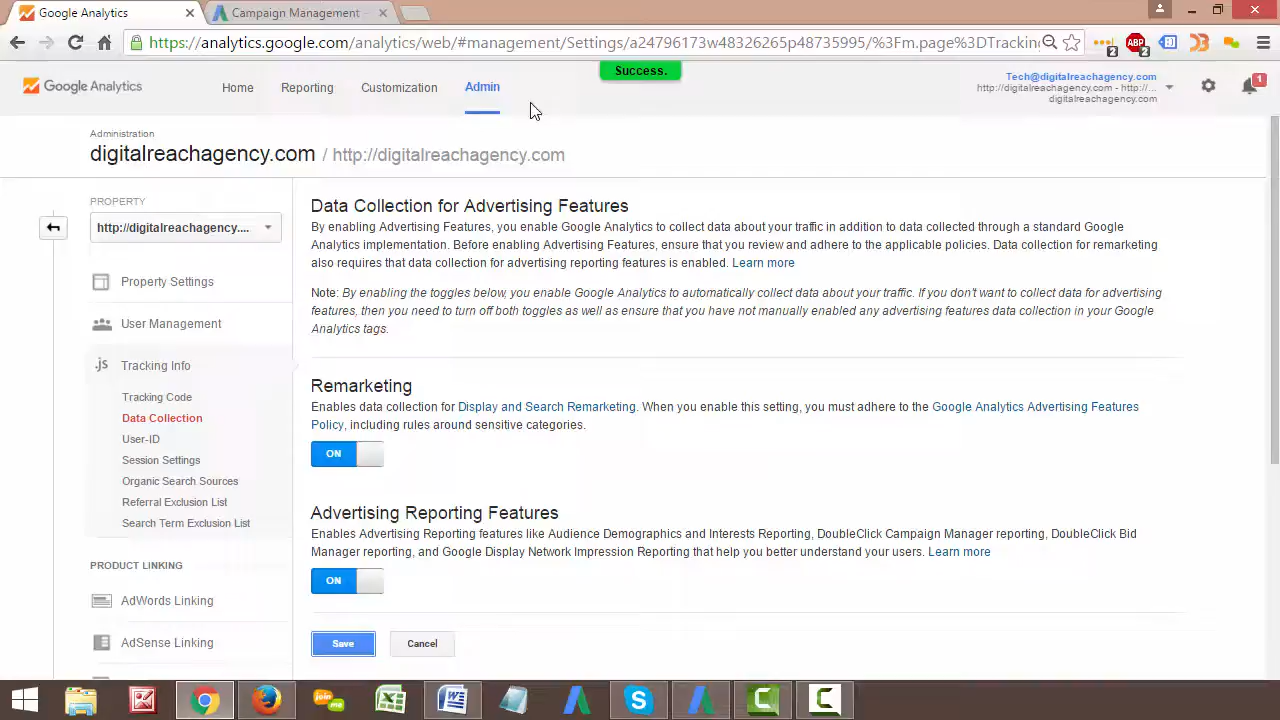 Google Analytics
Campaign Management
https://analytics.google.com/analytics/web/#management/Settings/a24796173w48326265p48735995/%3Fm.page%3DTracking
2
ABP
2
Success.
Google Analytics
Home
Reporting
Customization
Admin
Tech@digitalreachagency.com
http://digitalreachagency.com - http://...
digitalreachagency.com
1
Administration
digitalreachagency.com / http://digitalreachagency.com
PROPERTY
http://digitalreachagency....
Property Settings
User Management
.js Tracking Info
Tracking Code
Data Collection
User-ID
Session Settings
Organic Search Sources
Referral Exclusion List
Search Term Exclusion List
PRODUCT LINKING
AdWords Linking
AdSense Linking
Data Collection for Advertising Features
By enabling Advertising Features, you enable Google Analytics to collect data about your traffic in addition to data collected through a standard Google
Analytics implementation. Before enabling Advertising Features, ensure that you review and adhere to the applicable policies. Data collection for remarketing
also requires that data collection for advertising reporting features is enabled. Learn more
Note: By enabling the toggles below, you enable Google Analytics to automatically collect data about your traffic. If you don't want to collect data for advertising
features, then you need to turn off both toggles as well as ensure that you have not manually enabled any advertising features data collection in your Google
Analytics tags.
Remarketing
Enables data collection for Display and Search Remarketing. When you enable this setting, you must adhere to the Google Analytics Advertising Features
Policy, including rules around sensitive categories.
ON
Advertising Reporting Features
Enables Advertising Reporting features like Audience Demographics and Interests Reporting, DoubleClick Campaign Manager reporting, DoubleClick Bid
Manager reporting, and Google Display Network Impression Reporting that help you better understand your users. Learn more
ON
Save
Cancel
join
me